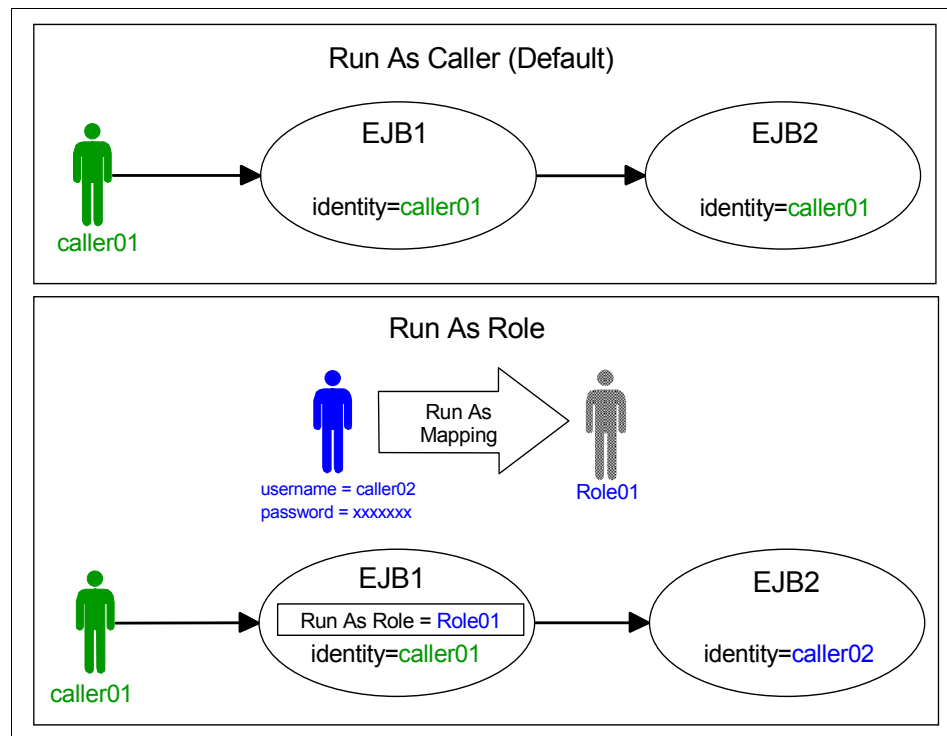 Run As Caller (Default)
EJB1
EJB2
identity=caller01
identity=caller01
caller01
Run As Role
Run As
Mapping
username = caller02
password = xxxxxxx
Role01
EJB1
EJB2
Run As Role = Role01
identity=caller01
identity=caller02
caller01